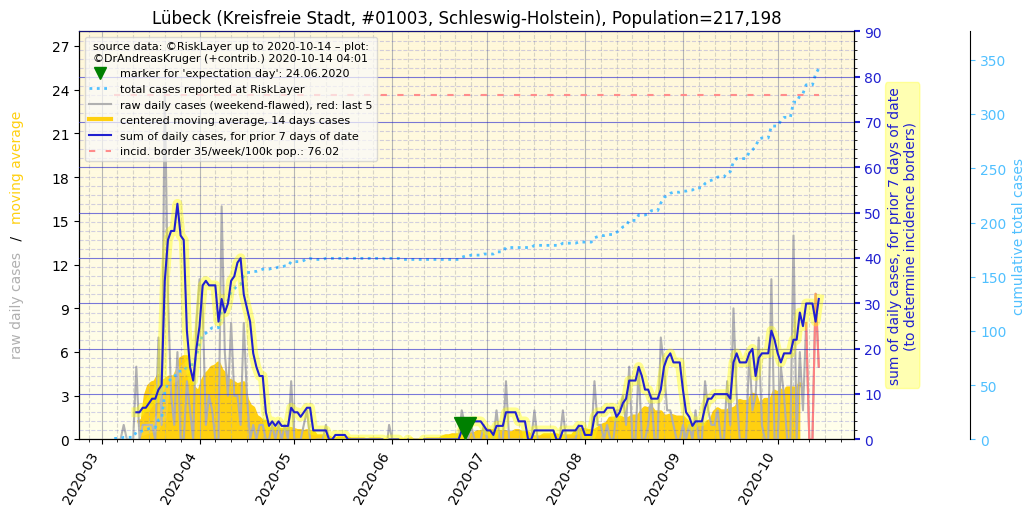 Lübeck (Kreisfreie Stadt, #01003, Schleswig-Holstein), Population=217,198
source data: ©RiskLayer up to 2020-10-14 – plot:
©DrAndreasKruger (+contrib.) 2020-10-14 04:01
marker for 'expectation day': 24.06.2020
total cases reported at RiskLayer
raw daily cases (weekend-flawed), red: last 5
centered moving average, 14 days cases
sum of daily cases, for prior 7 days of date
incid. border 35/week/100k pop.: 76.02
raw daily cases / moving average
27
24
21
18
15
12
9
6
3
0
90
80
70
60
50
40
30
20
10
0
sum of daily cases, for prior 7 days of date
(to determine incidence borders)
350
300
250
200
150
100
50
0
cumulative total cases
2020-03
2020-04
2020-05
2020-06
2020-07
2020-08
2020-09
2020-10